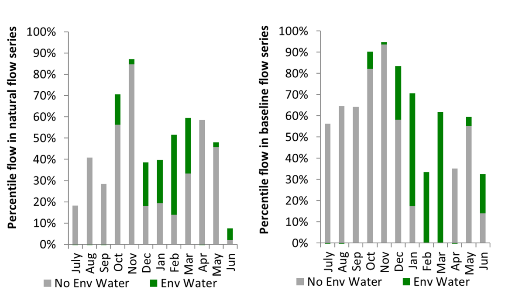 Percentile flow in natural flow series
100%
90%
80%
70%
60%
50%
40%
30%
20%
10%
0%
July
Aug
Sep
Oct
Nov
Dec
Jan
Feb
Mar
Apr
May
Jun
No Env Water
Env Water
Percentile flow in baseline flow series
100%
90%
80%
70%
60%
50%
40%
30%
20%
10%
0%
July
Aug
Sep
Oct
Nov
Dec
Jan
Feb
Mar
Apr
May
Jun
No Env Water
Env Water